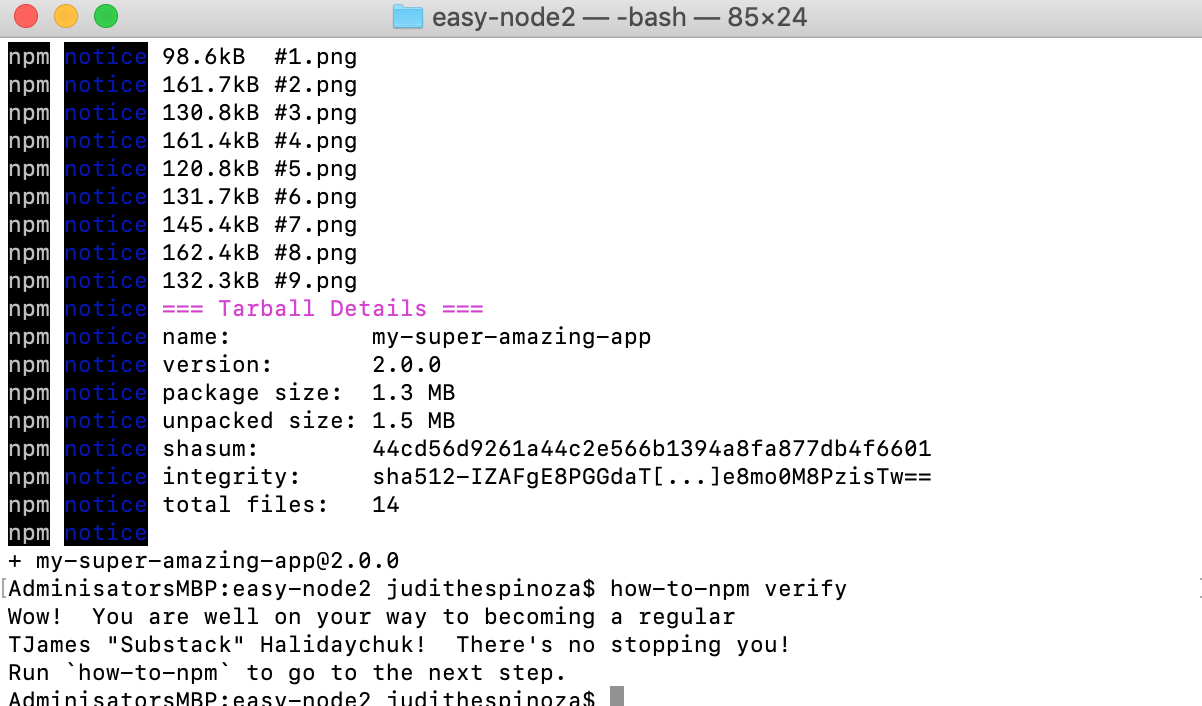 easy-node2 — -bash — 85×24
npm notice 98.6kB  #1.png
npm notice 161.7kB #2.png
npm notice 130.8kB #3.png
npm notice 161.4kB #4.png
npm notice 120.8kB #5.png
npm notice 131.7kB #6.png
npm notice 145.4kB #7.png
npm notice 162.4kB #8.png
npm notice 132.3kB #9.png
npm notice === Tarball Details ===
npm notice name:          my-super-amazing-app
npm notice version:       2.0.0
npm notice package size:  1.3 MB
npm notice unpacked size: 1.5 MB
npm notice shasum:        44cd56d9261a44c2e566b1394a8fa877db4f6601
npm notice integrity:     sha512-IZAFgE8PGGdaT[...]e8mo0M8PzisTw==
npm notice total files:   14
npm notice
+ my-super-amazing-app@2.0.0
[AdminisatorsMBP:easy-node2 judithespinoza$ how-to-npm verify
Wow!  You are well on your way to becoming a regular
TJames "Substack" Halidaychuk!  There's no stopping you!
Run `how-to-npm` to go to the next step.
AdminisatorsMBP:easy-node2 judithespinoza$